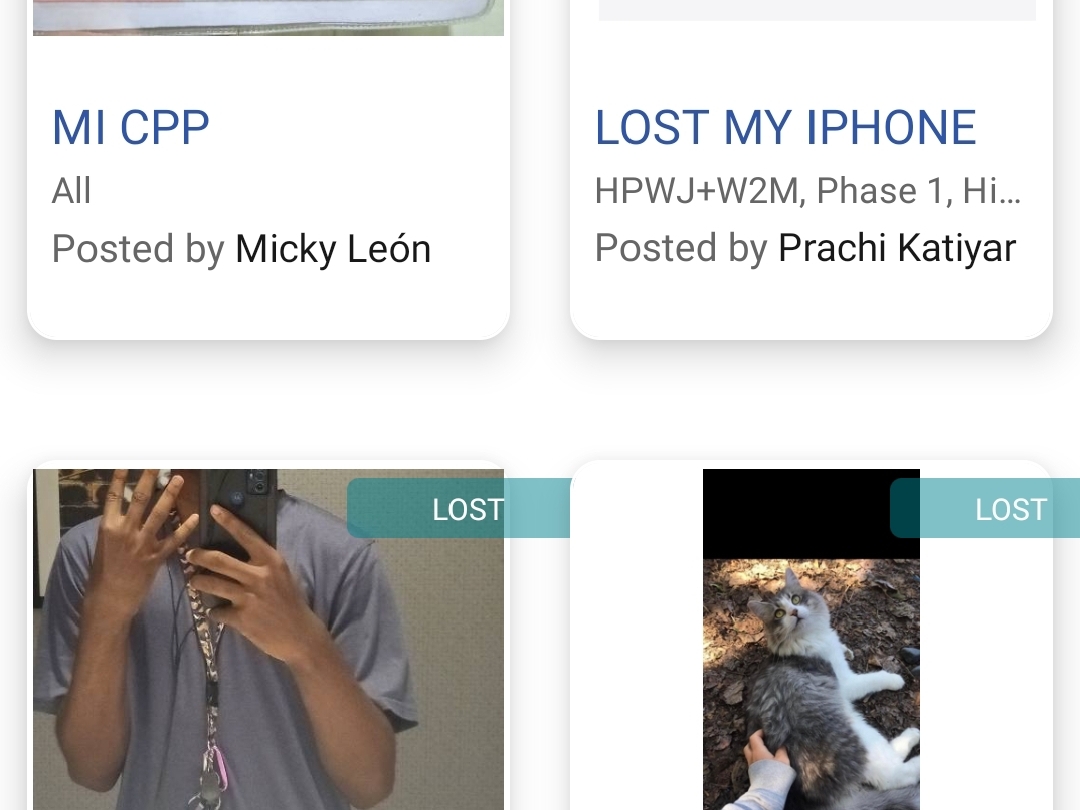 MI CPP
All
Posted by Micky León
LOST MY IPHONE
HPWJ+W2M, Phase 1, Hi...
Posted by Prachi Katiyar
LOST
LOST